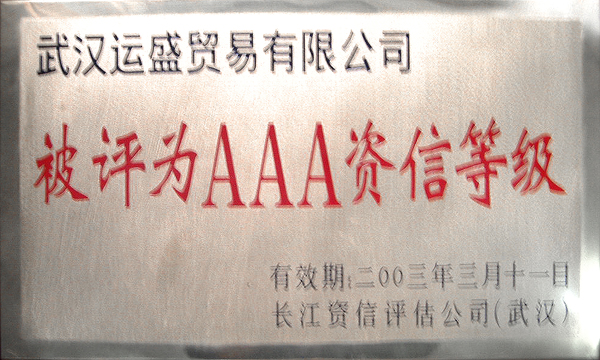 武汉运盛贸易有限公司
被评为AAA资信等级
有效期:二00三年三月十一日
长江资信评估公司(武汉)